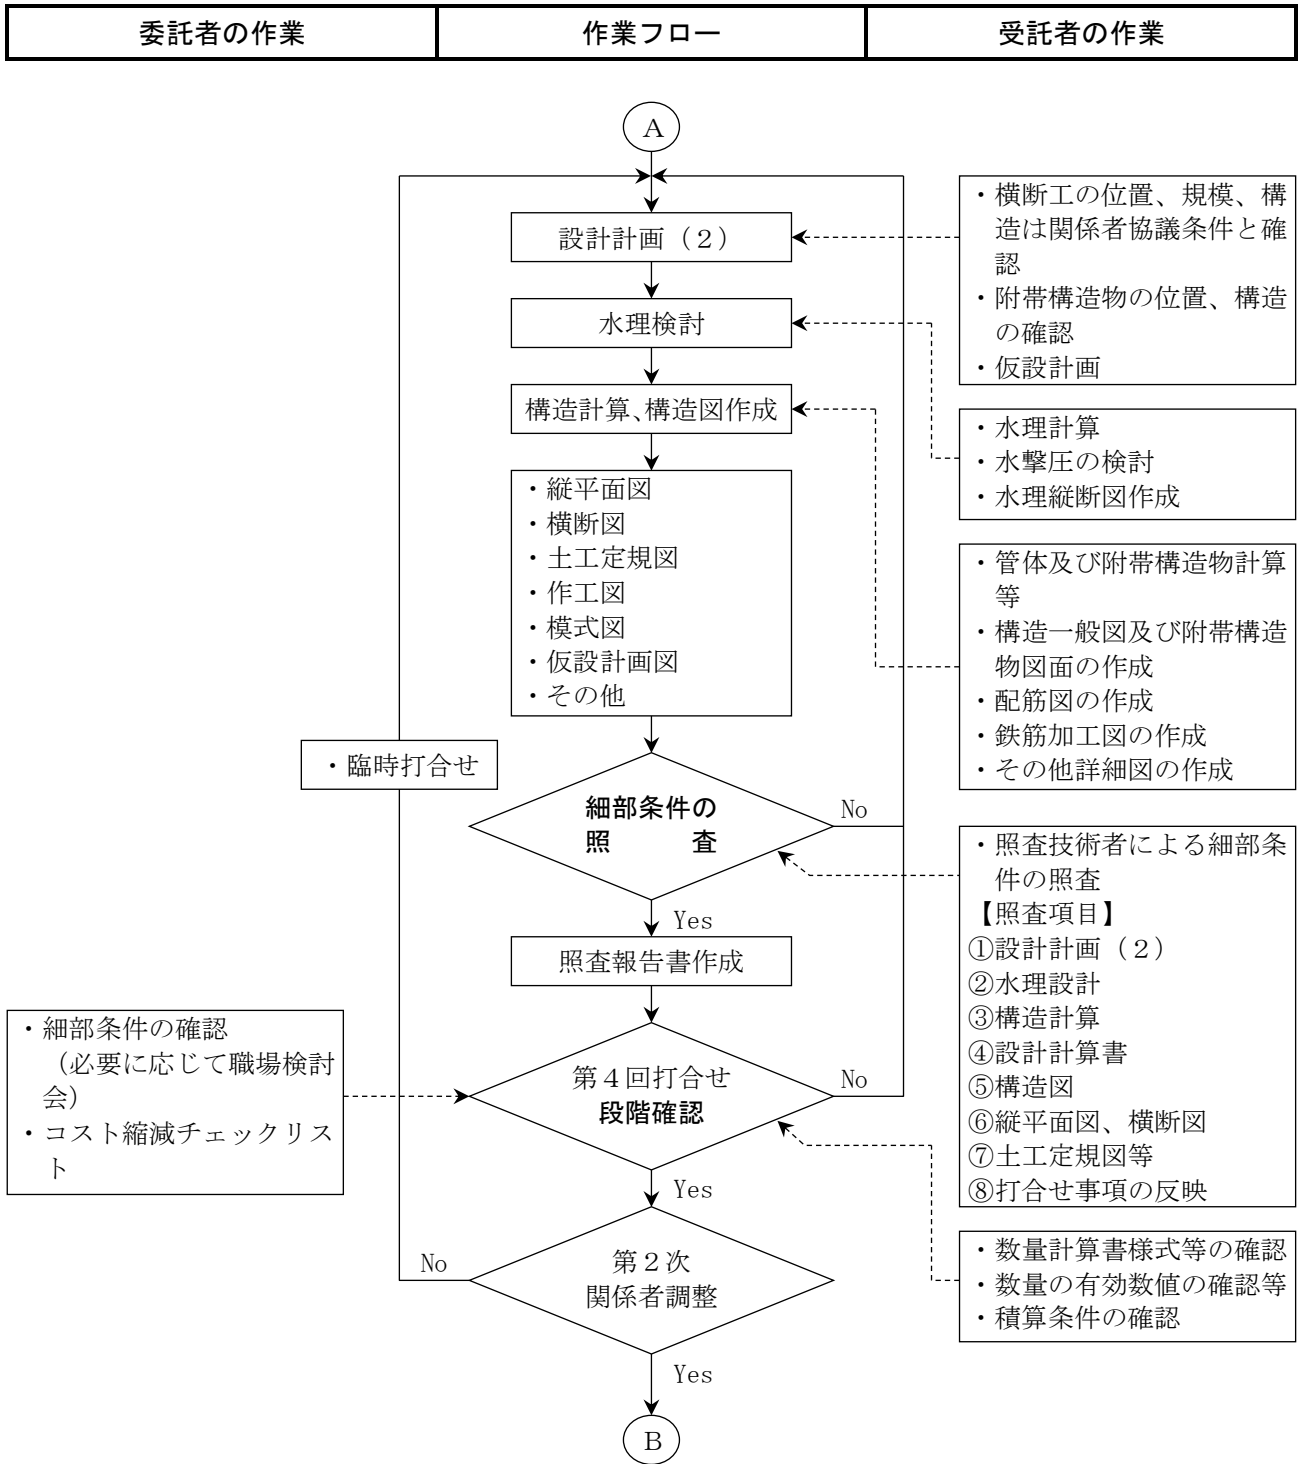 委託者の作業
作業フロー
受託者の作業
A
設計計画（２）
・横断工の位置、規模、構
造は関係者協議条件と確
認
・附帯構造物の位置、構造
の確認
・仮設計画
水理検討
・水理計算
・水撃圧の検討
・水理縦断図作成
構造計算、構造図作成
・管体及び附帯構造物計算
等
・構造一般図及び附帯構造
物図面の作成
・配筋図の作成
・鉄筋加工図の作成
・その他詳細図の作成
・縦平面図
・横断図
・土工定規図
・作工図
・模式図
・仮設計画図
・その他
・臨時打合せ
細部条件の
照　　査
No
Yes
・照査技術者による細部条
件の照査
【照査項目】
①設計計画（２）
②水理設計
③構造計算
④設計計算書
⑤構造図
⑥縦平面図、横断図
⑦土工定規図等
⑧打合せ事項の反映
照査報告書作成
・細部条件の確認
（必要に応じて職場検討
会）
・コスト縮減チェックリス
ト
第４回打合せ
段階確認
No
Yes
・数量計算書様式等の確認
・数量の有効数値の確認等
・積算条件の確認
No
第２次
関係者調整
Yes
B